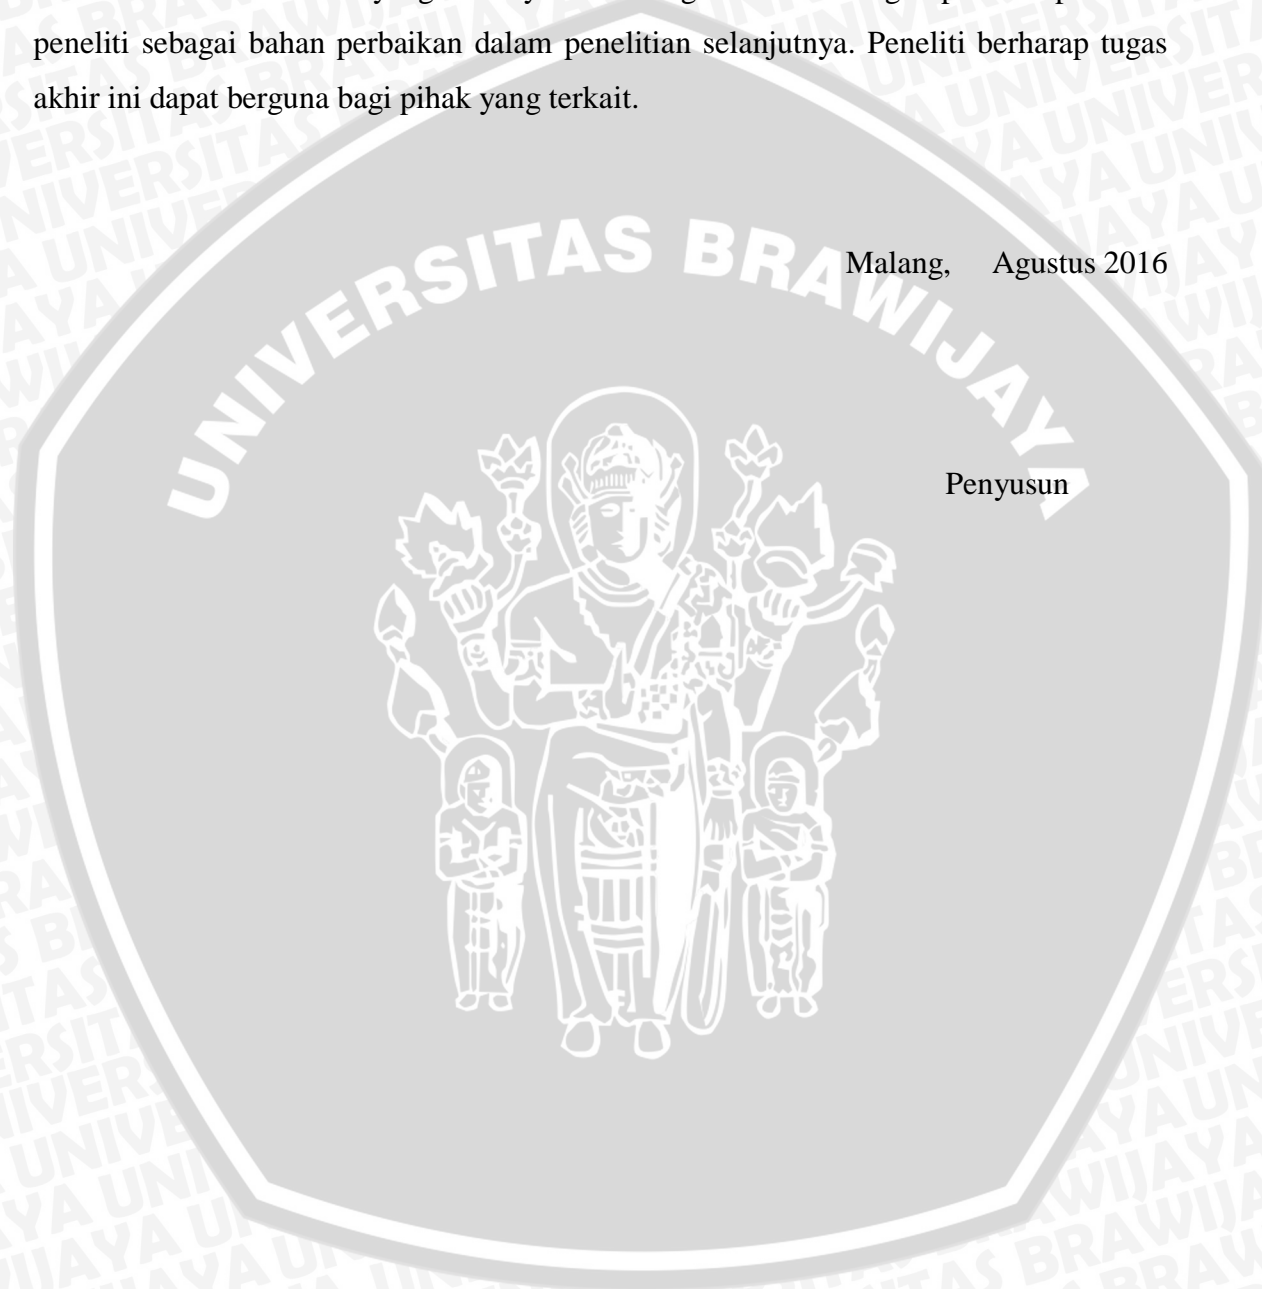 peneliti sebagai bahan perbaikan dalam penelitian selanjutnya. Peneliti berharap tugas
akhir ini dapat berguna bagi pihak yang terkait.
UNIVERSITAS BRAWIJAYA
Malang, Agustus 2016
Penyusun